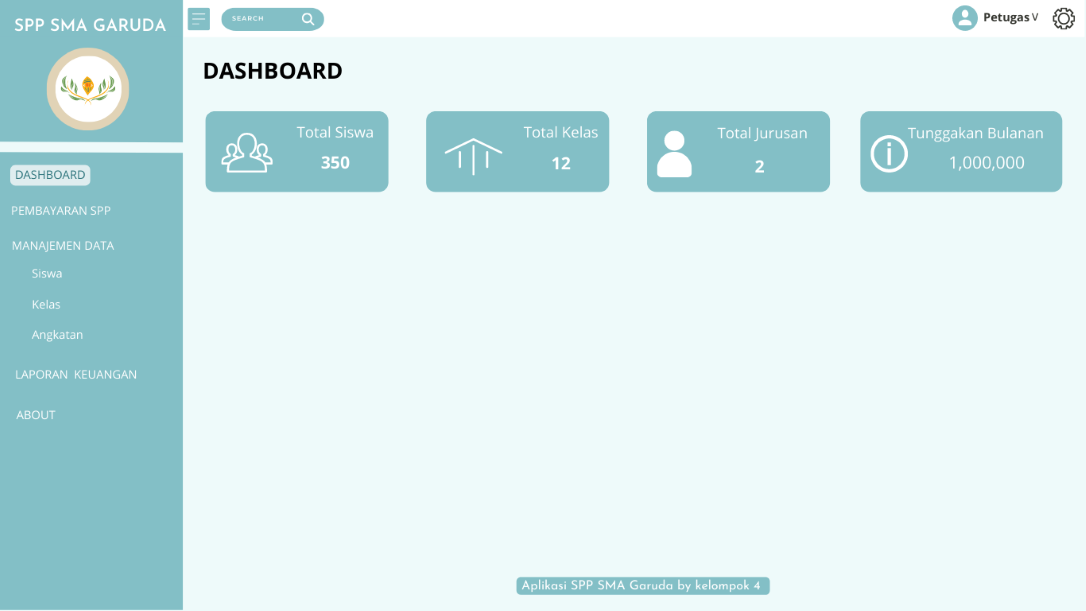 SPP SMA GARUDA
SEARCH
Petugas V
DASHBOARD
Total Siswa
350
Total Kelas
12
Total Jurusan
2
Tunggakan Bulanan
1,000,000
DASHBOARD
PEMBAYARAN SPP
MANAJEMEN DATA
Siswa
Kelas
Angkatan
LAPORAN KEUANGAN
ABOUT
Aplikasi SPP SMA Garuda by kelompok 4